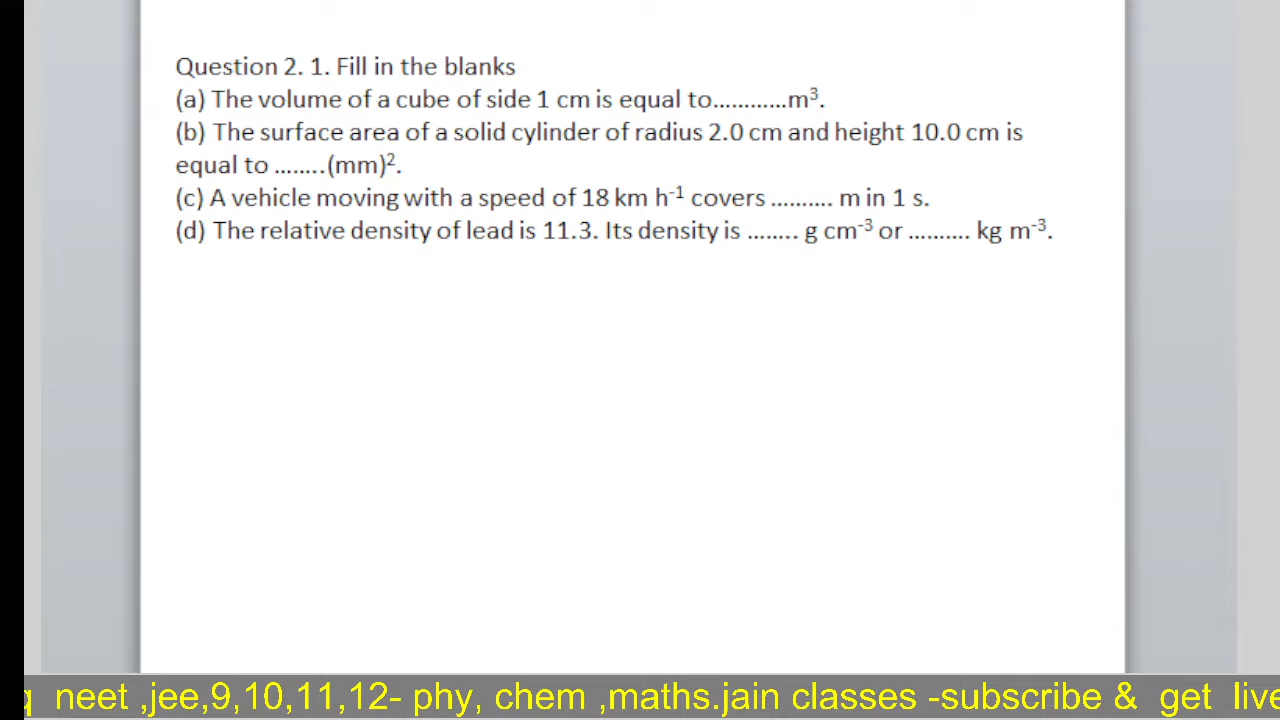 Question 2. 1. Fill in the blanks
(a) The volume of a cube of side 1 cm is equal to............m³.
(b) The surface area of a solid cylinder of radius 2.0 cm and height 10.0 cm is
equal to ........(mm)².
(c) A vehicle moving with a speed of 18 km h⁻¹ covers .......... m in 1 s.
(d) The relative density of lead is 11.3. Its density is ........ g cm⁻³ or .......... kg m⁻³.
q neet ,jee,9,10,11,12- phy, chem ,maths.jain classes -subscribe & get live